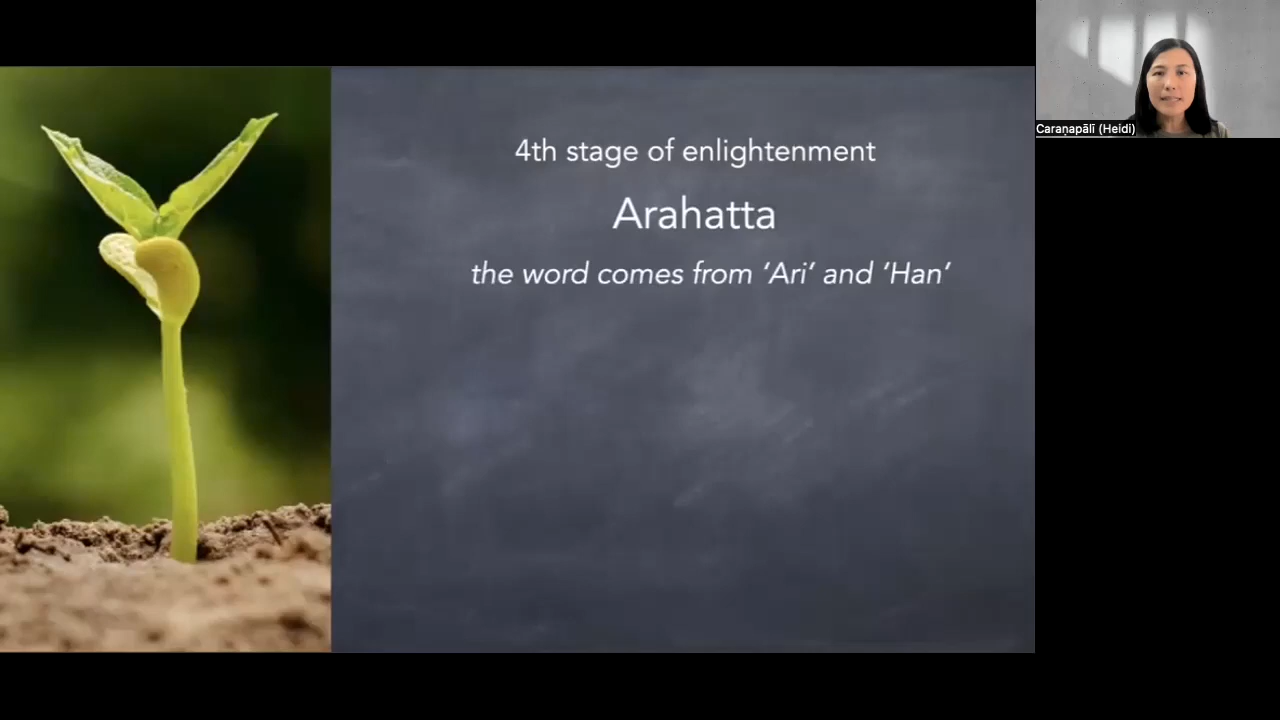 4th stage of enlightenment
Arahatta
the word comes from ‘Ari’ and ‘Han’
Caraṇapālī (Heidi)